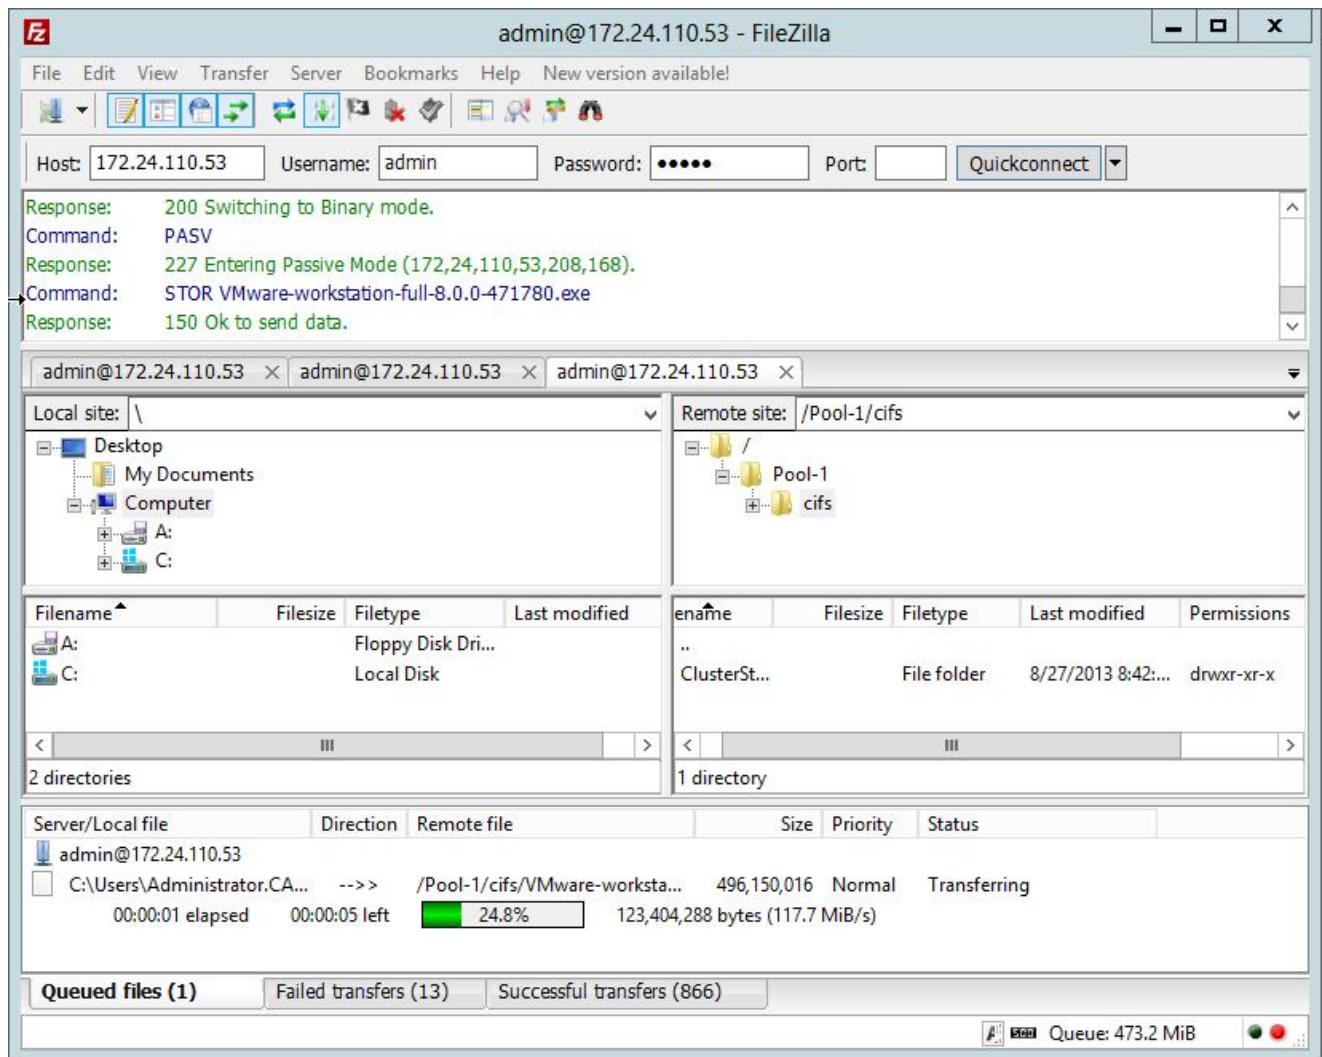 admin@172.24.110.53 - FileZilla
File Edit View Transfer Server Bookmarks Help New version available!
Host: 172.24.110.53 Username: admin Password: ●●●●● Port: Quickconnect
Response: 200 Switching to Binary mode.
Command: PASV
Response: 227 Entering Passive Mode (172,24,110,53,208,168).
Command: STOR VMware-workstation-full-8.0.0-471780.exe
Response: 150 Ok to send data.
admin@172.24.110.53 admin@172.24.110.53 admin@172.24.110.53
Local site: \
Desktop
My Documents
Computer
A:
C:
Remote site: /Pool-1/cifs
/
Pool-1
cifs
Filename Filesize Filetype Last modified
A: Floppy Disk Dri...
C: Local Disk
2 directories
ename Filesize Filetype Last modified Permissions
..
ClusterSt... File folder 8/27/2013 8:42:... drwxr-xr-x
1 directory
Server/Local file Direction Remote file Size Priority Status
admin@172.24.110.53
C:\Users\Administrator.CA... -->> /Pool-1/cifs/VMware-worksta... 496,150,016 Normal Transferring
00:00:01 elapsed 00:00:05 left 24.8% 123,404,288 bytes (117.7 MiB/s)
Queued files (1) Failed transfers (13) Successful transfers (866)
Queue: 473.2 MiB